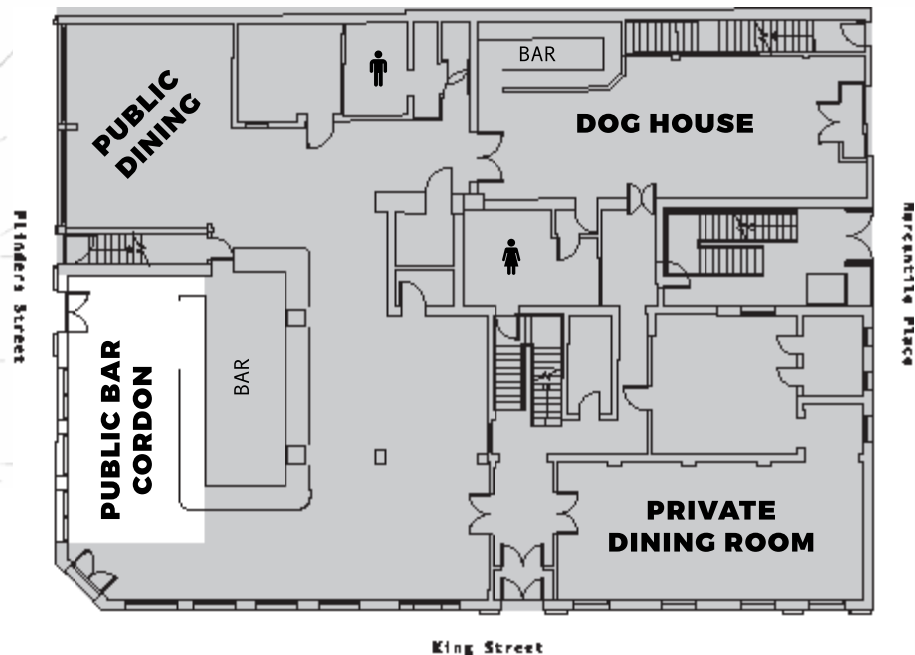 BAR
PUBLIC
DINING
DOG HOUSE
Flinders Street
Mercantile Place
BAR
PUBLIC BAR
CORDON
PRIVATE
DINING ROOM
King Street